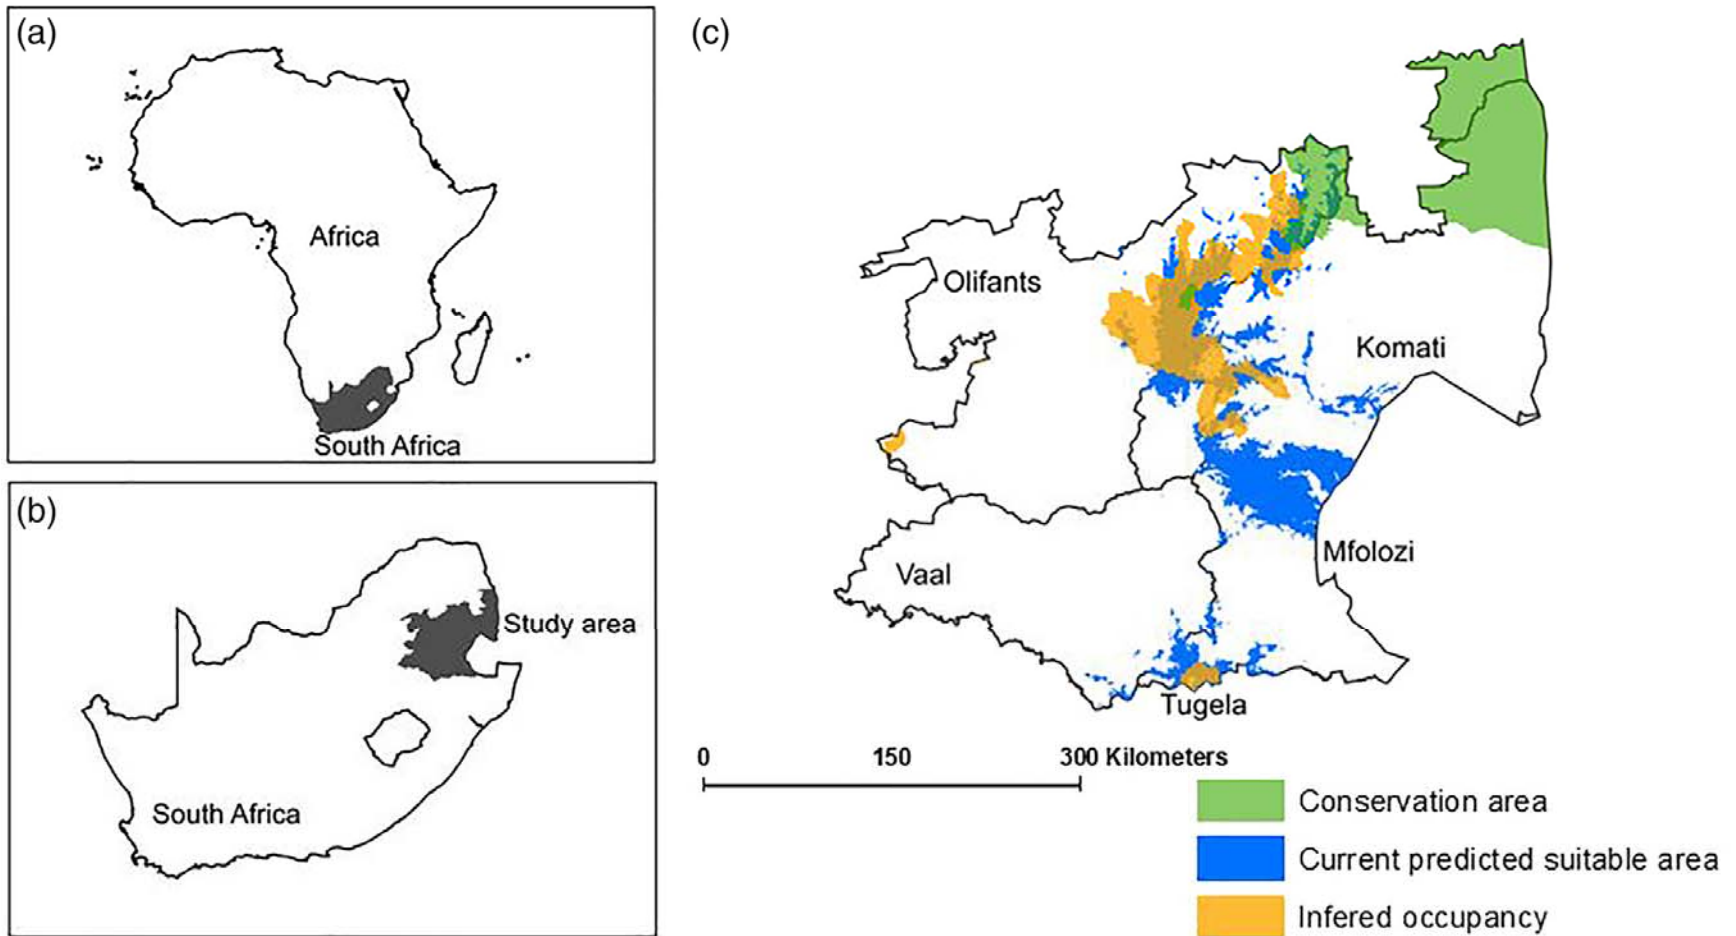 (a)
Africa
South Africa
(b)
Study area
South Africa
(c)
Olifants
Komati
Mfolozi
Vaal
Tugela
0 150 300 Kilometers
Conservation area
Current predicted suitable area
Infered occupancy